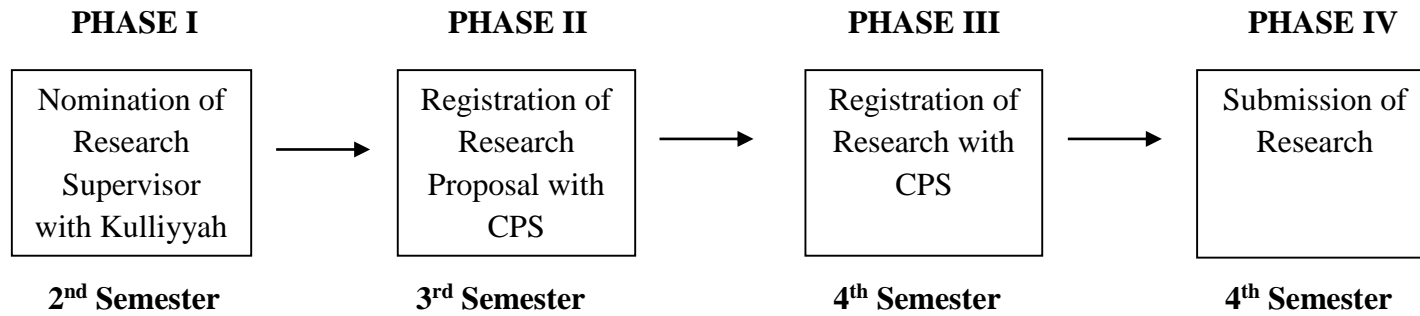 PHASE I
PHASE II
PHASE III
PHASE IV
Nomination of
Research
Supervisor
with Kulliyyah
Registration of
Research
Proposal with
CPS
Registration of
Research with
CPS
Submission of
Research
2nd Semester
3rd Semester
4th Semester
4th Semester